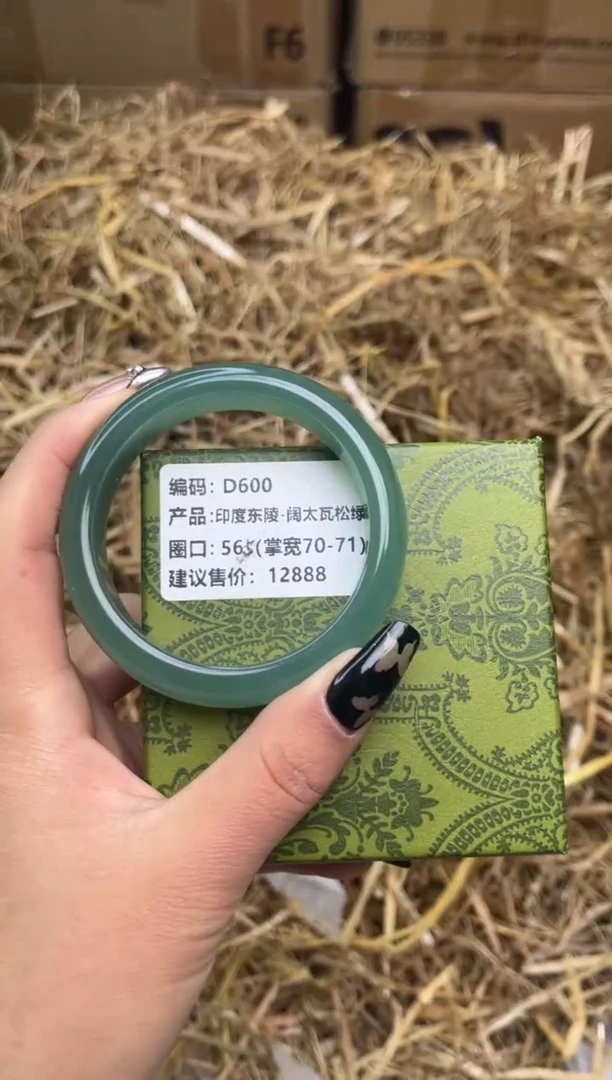 F6
编码：D600
产品:印度东陵-阔太瓦松绿
圈口：565(掌宽70-71)
建议售价：12888